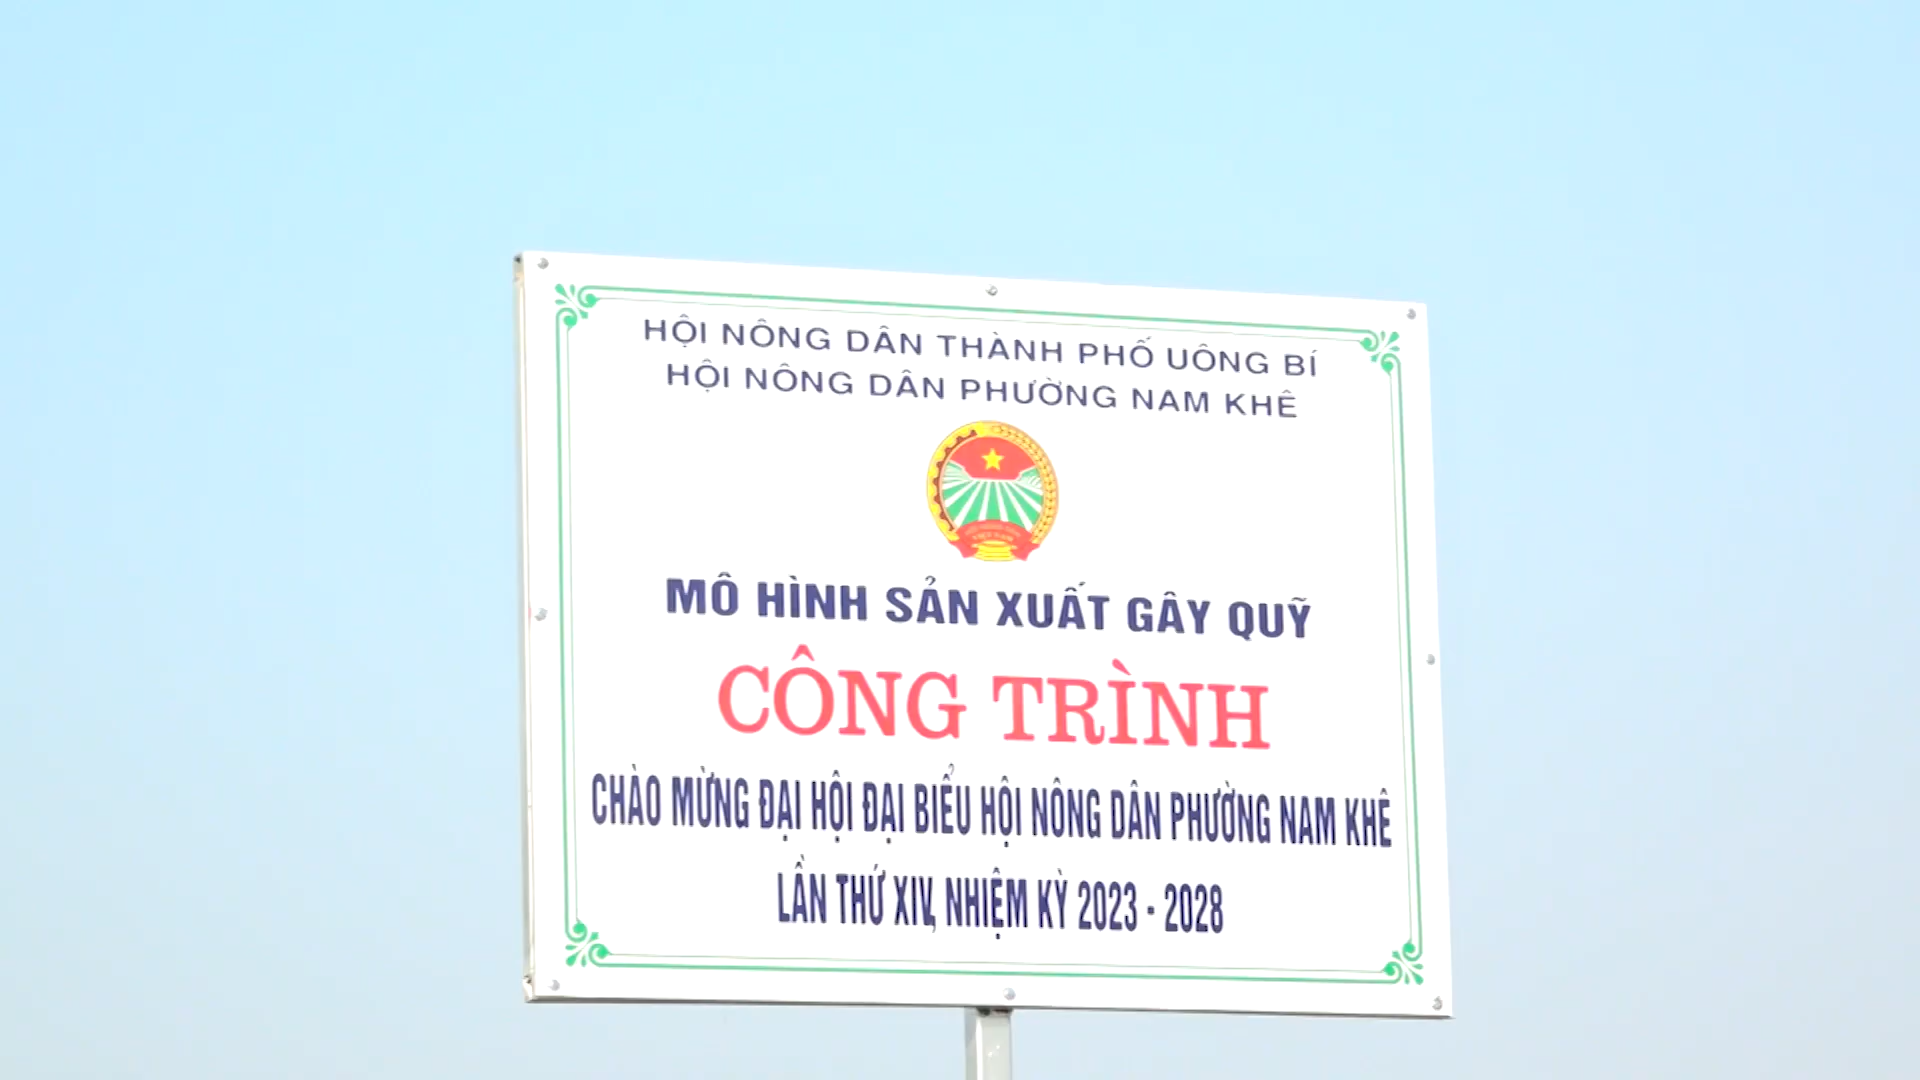 HỘI NÔNG DÂN THÀNH PHỐ UÔNG BÍ
HỘI NÔNG DÂN PHƯỜNG NAM KHÊ
MÔ HÌNH SẢN XUẤT GÂY QUỸ
CÔNG TRÌNH
CHÀO MỪNG ĐẠI HỘI ĐẠI BIỂU HỘI NÔNG DÂN PHƯỜNG NAM KHÊ
LẦN THỨ XIV, NHIỆM KỲ 2023 - 2028